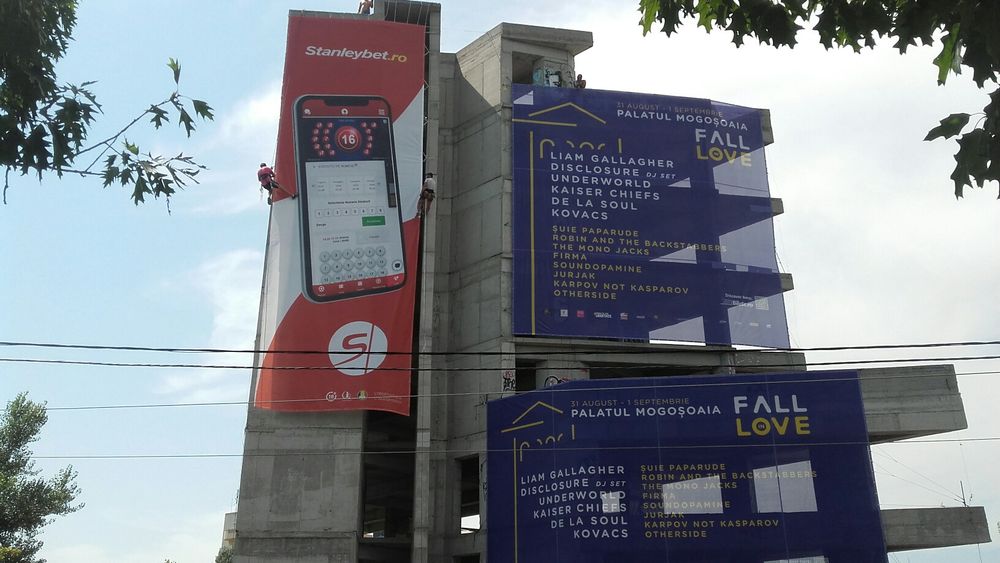 Stanleybet.ro
16
31 AUGUST - 1 SEPTEMBRIE
PALATUL MOGOȘOAIA
FALL
IN
LOVE
LIAM GALLAGHER
DISCLOSURE DJ SET
UNDERWORLD
KAISER CHIEFS
DE LA SOUL
KOVACS
ȘUIE PAPARUDE
ROBIN AND THE BACKSTABBERS
THE MONO JACKS
FIRMA
SOUNDOPAMINE
JURJAK
KARPOV NOT KASPAROV
OTHERSIDE
S
18
31 AUGUST - 1 SEPTEMBRIE
PALATUL MOGOȘOAIA
FALL
IN
LOVE
LIAM GALLAGHER
DISCLOSURE DJ SET
UNDERWORLD
KAISER CHIEFS
DE LA SOUL
KOVACS
ȘUIE PAPARUDE
ROBIN AND THE BACKSTABBERS
THE MONO JACKS
FIRMA
SOUNDOPAMINE
JURJAK
KARPOV NOT KASPAROV
OTHERSIDE